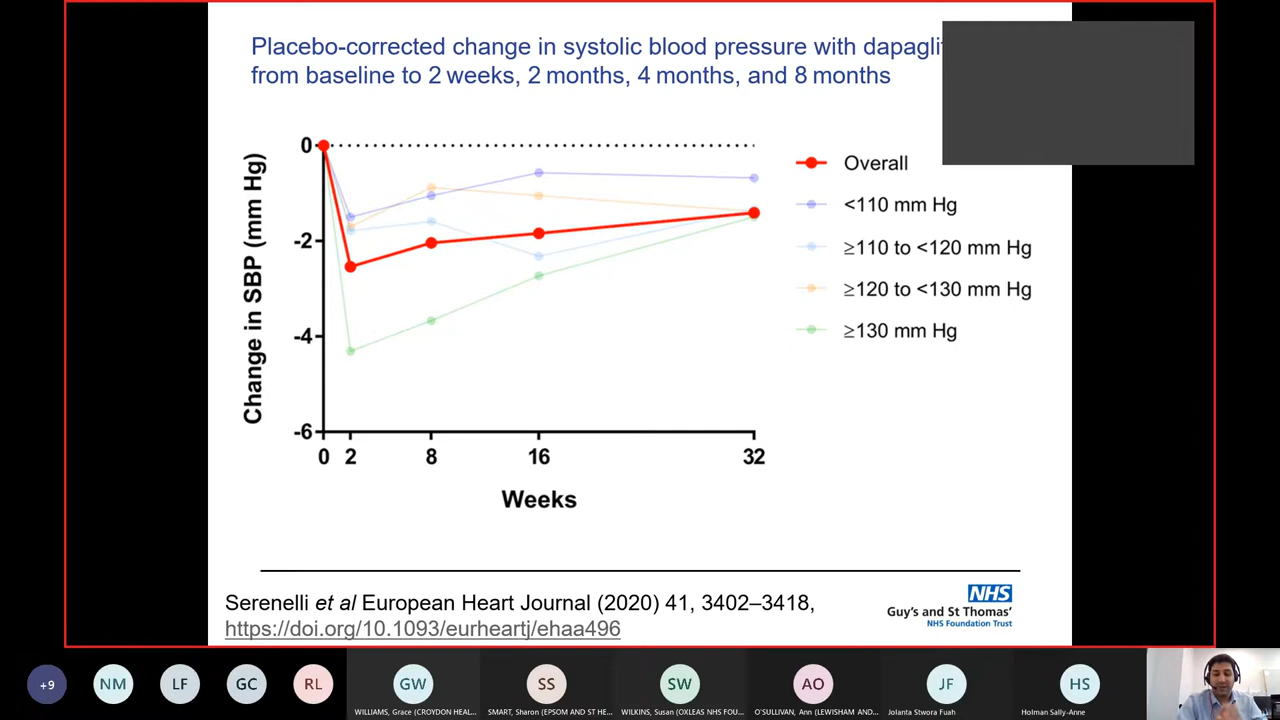 Placebo-corrected change in systolic blood pressure with
from baseline to 2 weeks, 2 months, 4 months, and 8 months
Change in SBP (mm Hg)
0
-2
-4
-6
0 2 8 16 32
Weeks
Overall
<110 mm Hg
≥110 to <120 mm Hg
≥120 to <130 mm Hg
≥130 mm Hg
Serenelli et al European Heart Journal (2020) 41, 3402–3418,
https://doi.org/10.1093/eurheartj/ehaa496
NHS
Guy's and St Thomas'
NHS Foundation Trust
+9
NM
LF
GC
RL
GW
SS
SW
AO
JF
HS
WILLIAMS, Grace (CROYDON HEAL...
SMART, Sharon (EPSOM AND ST HE...
WILKINS, Susan (OXLEAS NHS FOU...
O'SULLIVAN, Ann (LEWISHAM AND...
Jolanta Stwora Fuah
Holman Sally-Anne